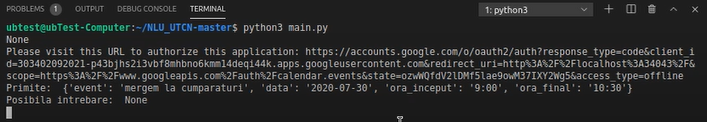 PROBLEMS 1 OUTPUT DEBUG CONSOLE TERMINAL 1: python3
ubtest@ubTest-Computer:~/NLU_UTCN-master$ python3 main.py
None
Please visit this URL to authorize this application: https://accounts.google.com/o/oauth2/auth?response_type=code&client_i
d=303402092021-p43bjhs2i3vbf8mhbno6kmm14deqi44k.apps.googleusercontent.com&redirect_uri=http%3A%2F%2Flocalhost%3A34043%2F&
scope=https%3A%2F%2Fwww.googleapis.com%2Fauth%2Fcalendar.events&state=ozwWQfdV2lDMf5lae9owM37IXY2Wg5&access_type=offline
Primite:  {'event': 'mergem la cumparaturi', 'data': '2020-07-30', 'ora_inceput': '9:00', 'ora_final': '10:30'}
Posibila intrebare:  None